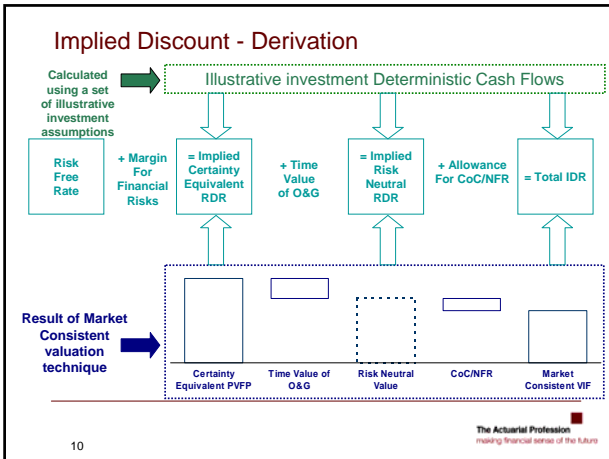 Implied Discount - Derivation
Calculated
using a set
of illustrative
investment
assumptions
Illustrative investment Deterministic Cash Flows
Risk
Free
Rate
+ Margin
For
Financial
Risks
= Implied
Certainty
Equivalent
RDR
+ Time
Value
of O&G
= Implied
Risk
Neutral
RDR
+ Allowance
For CoC/NFR
= Total IDR
Result of Market
Consistent
valuation
technique
Certainty
Equivalent PVFP
Time Value of
O&G
Risk Neutral
Value
CoC/NFR
Market
Consistent VIF
10
The Actuarial Profession
making financial sense of the future